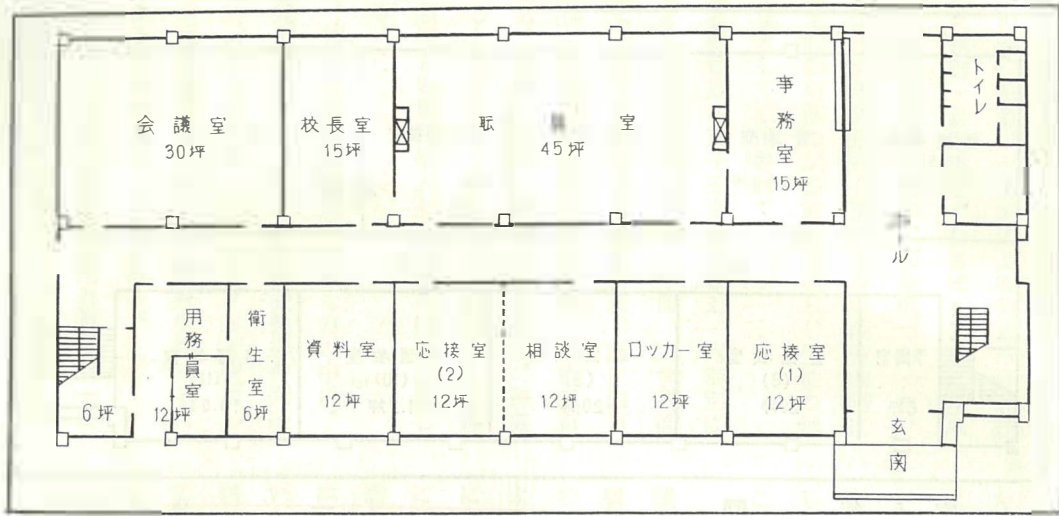 会議室
30坪
校長室
15坪
職員室
45坪
事務室
15坪
トイレ
ル
6坪
用務員室
12坪
衛生室
6坪
資料室
12坪
応接室
(2)
12坪
相談室
12坪
ロッカー室
12坪
応接室
(1)
12坪
玄関